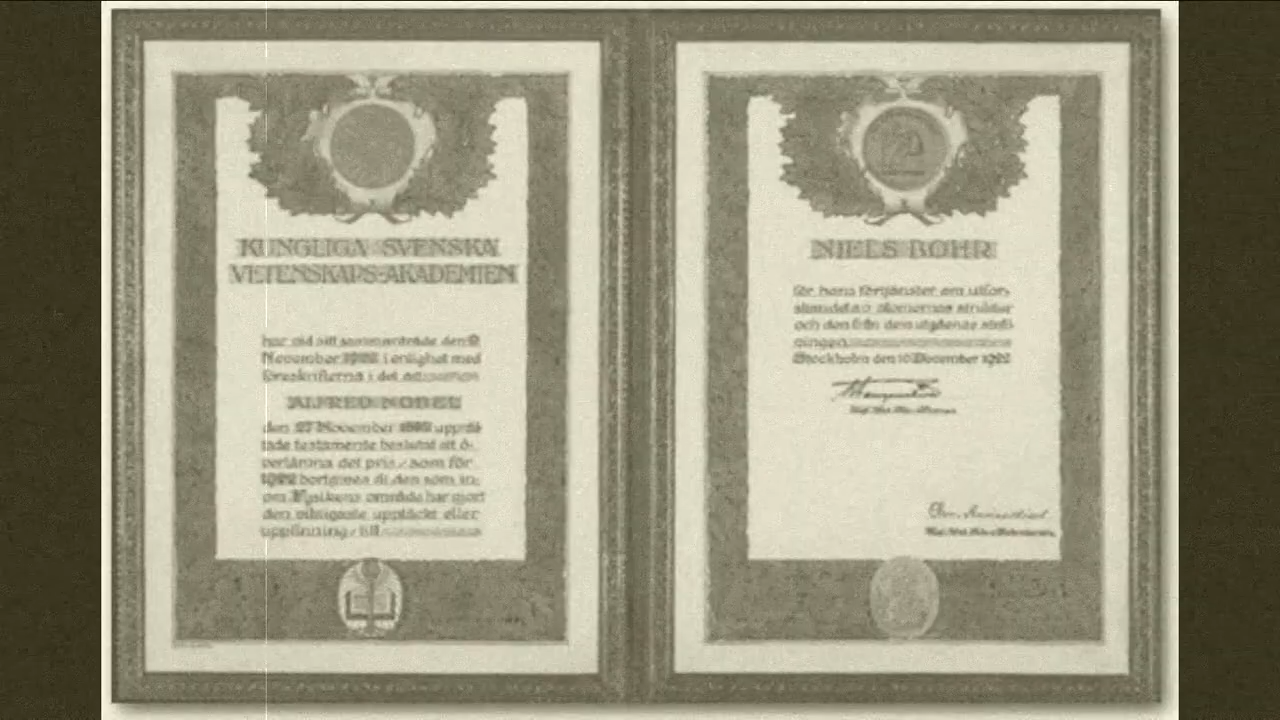 KUNGLIGA SVENSKA
VETENSKAPS-AKADEMIEN
har vid sitt sammanträde den 9
November 1922 i enlighet med
föreskrifterna i det
ALFRED NOBEL
den 27 November 1895 upprät-
tade testamente beslutat att ö-
verlämna det pris, som för
1922 bortgives åt den som in-
om Fysikens område har gjort
den viktigaste upptäckt eller
uppfinning, till
NIELS BOHR
för hans förtjänster om utfor-
skandet av atomernas struktur
och den från dem utgående strål-
ningen
Stockholm den 10 December 1922